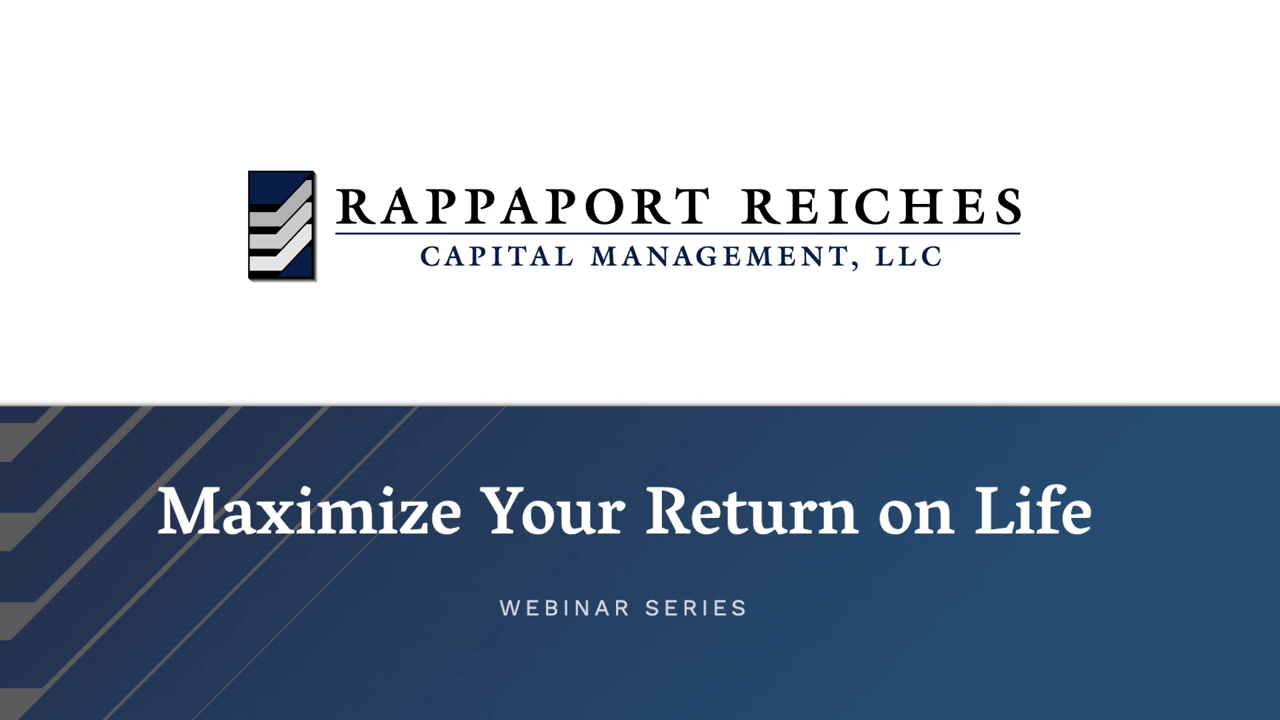 RAPPAPORT REICHES
CAPITAL MANAGEMENT, LLC
Maximize Your Return on Life
WEBINAR SERIES